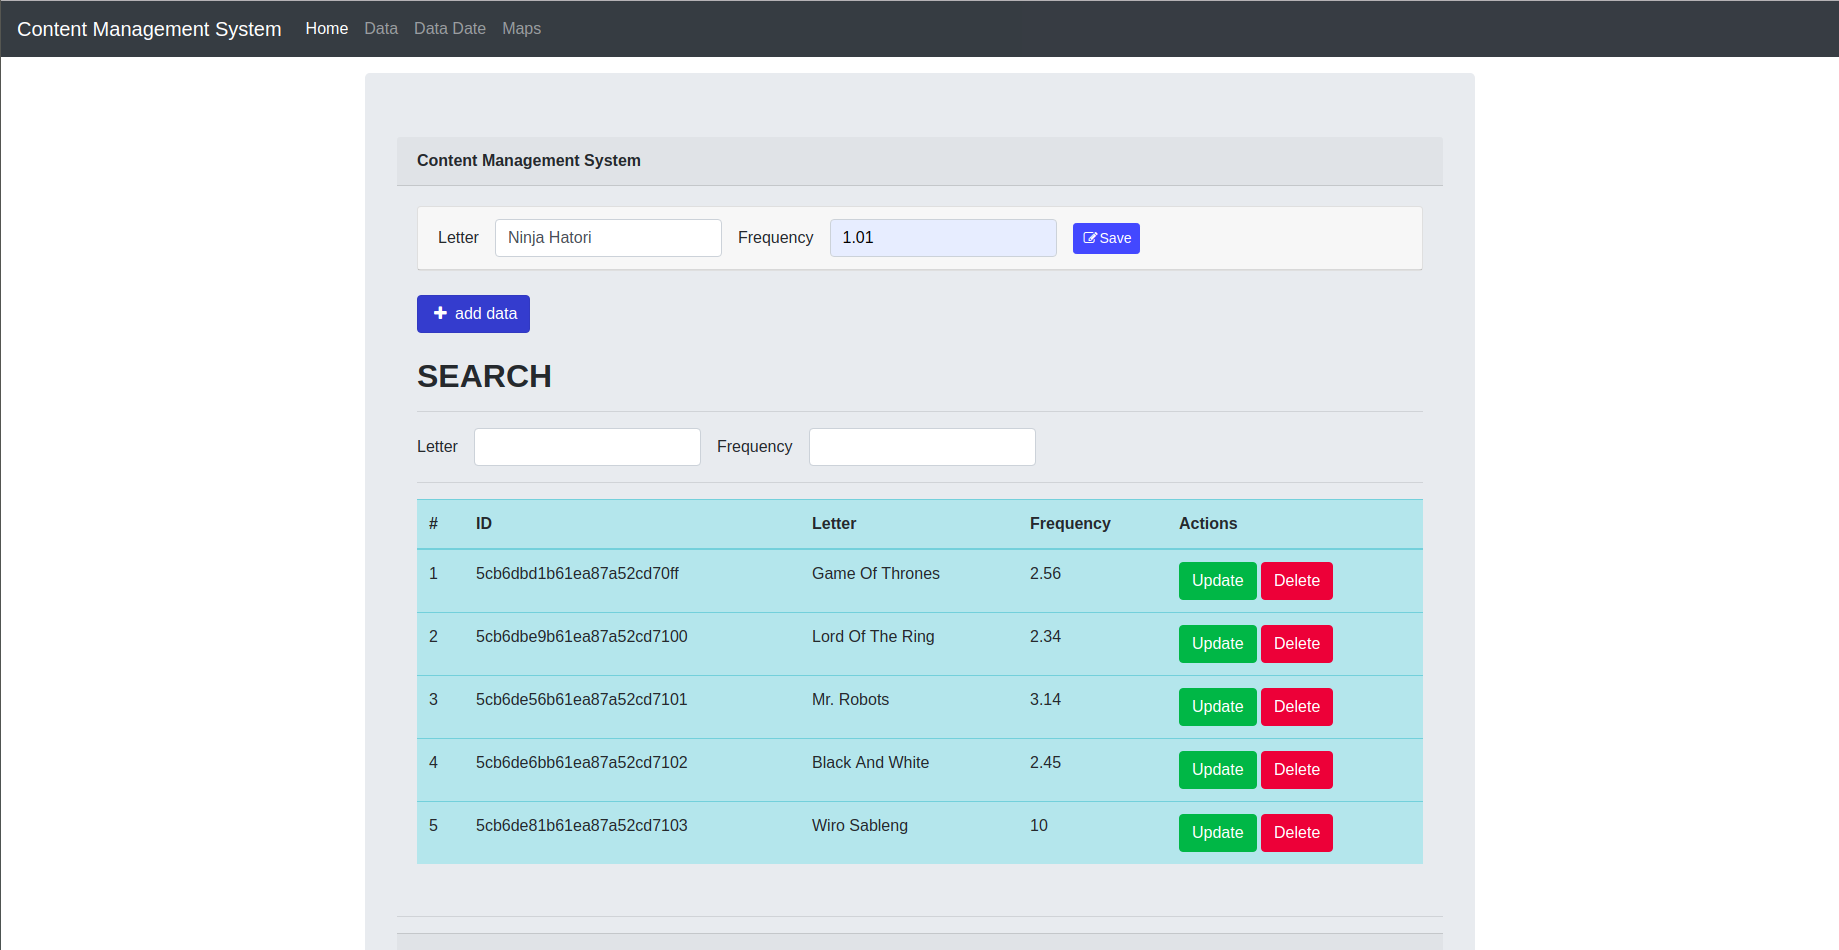 Content Management System Home Data Data Date Maps
Content Management System
Letter Ninja Hatori Frequency 1.01 Save
add data
SEARCH
Letter Frequency
# ID Letter Frequency Actions
1 5cb6dbd1b61ea87a52cd70ff Game Of Thrones 2.56 Update Delete
2 5cb6dbe9b61ea87a52cd7100 Lord Of The Ring 2.34 Update Delete
3 5cb6de56b61ea87a52cd7101 Mr. Robots 3.14 Update Delete
4 5cb6de6bb61ea87a52cd7102 Black And White 2.45 Update Delete
5 5cb6de81b61ea87a52cd7103 Wiro Sableng 10 Update Delete